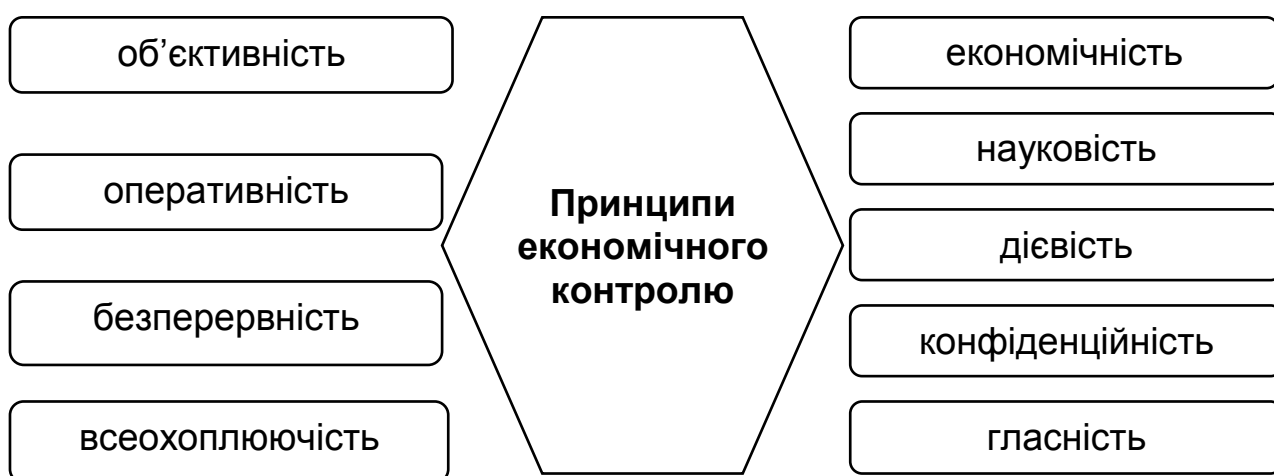 об’єктивність
оперативність
безперервність
всеохоплюючість
Принципи
економічного
контролю
економічність
науковість
дієвість
конфіденційність
гласність